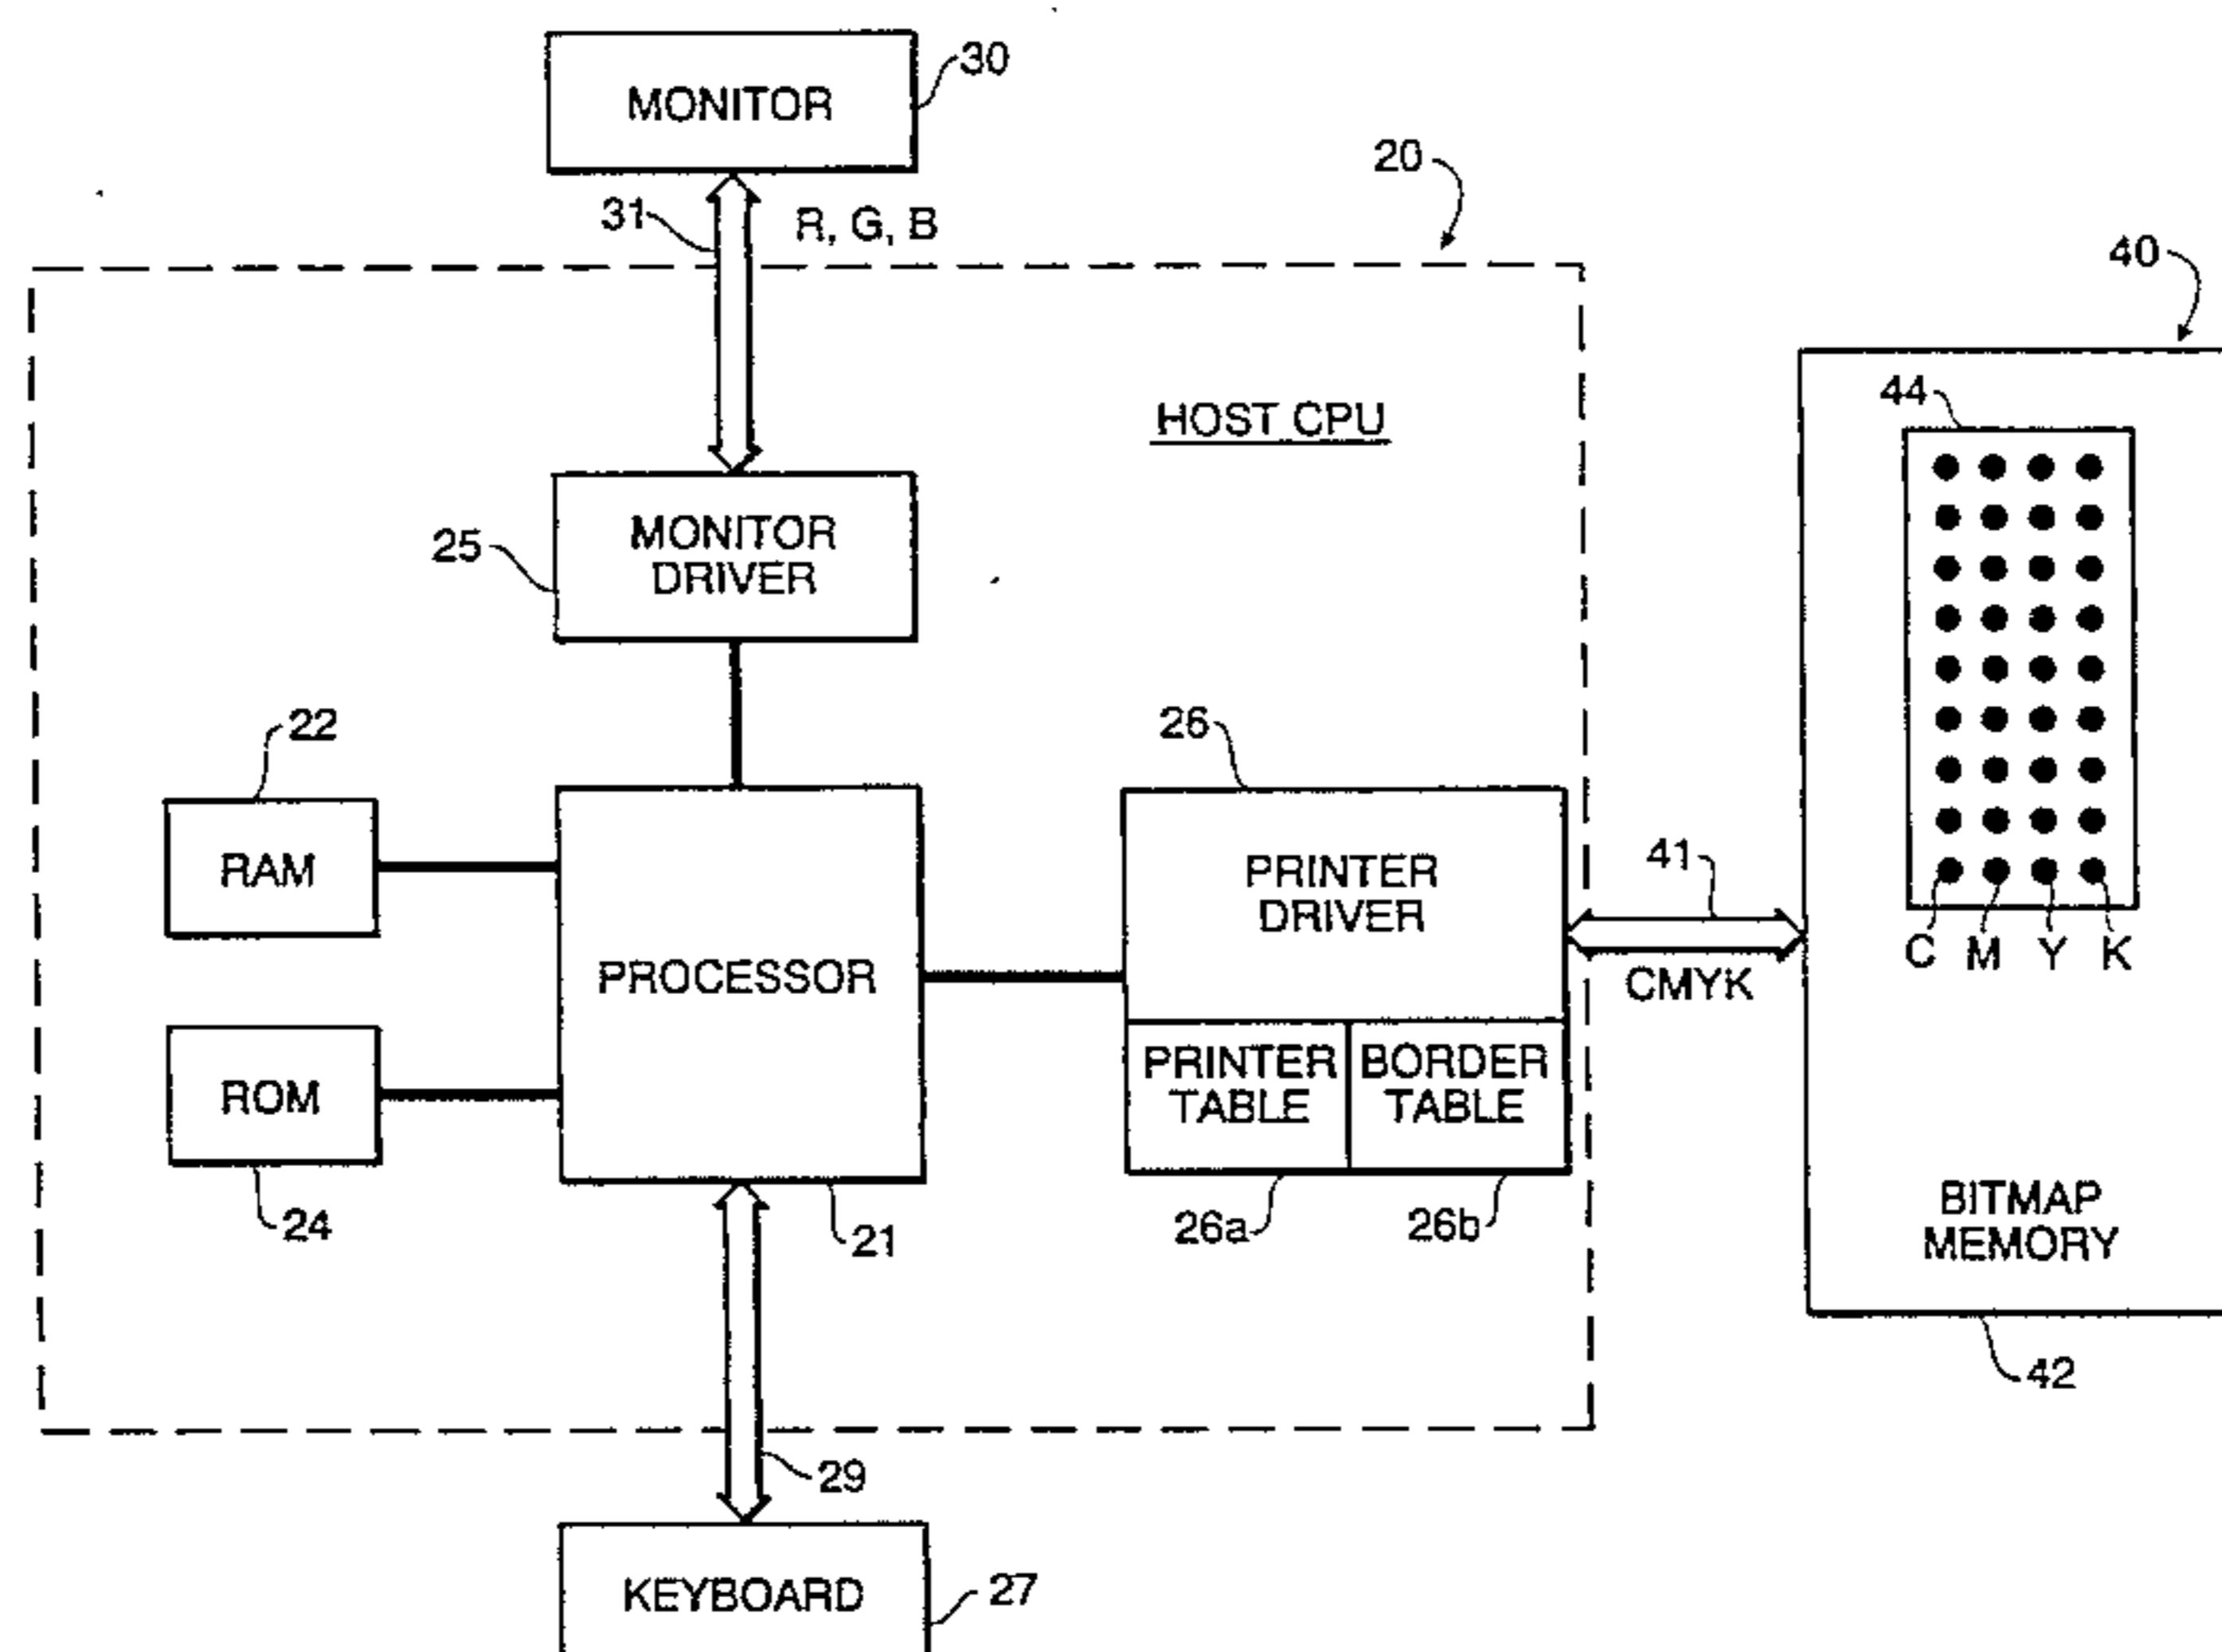 MONITOR
30
20
31
R, G, B
40
HOST CPU
44
25
MONITOR
DRIVER
22
26
RAM
PROCESSOR
PRINTER
DRIVER
41
CMYK
C M Y K
ROM
PRINTER
TABLE
BORDER
TABLE
24
21
26a
26b
BITMAP
MEMORY
42
29
KEYBOARD
27